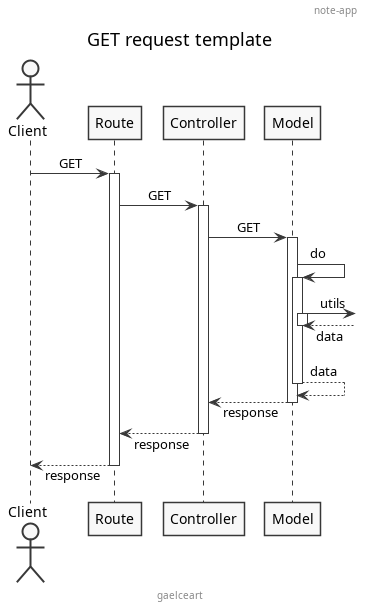 note-app
GET request template
Client
Route
Controller
Model
GET
GET
GET
do
utils
data
data
response
response
response
Client
Route
Controller
Model
gaelceart